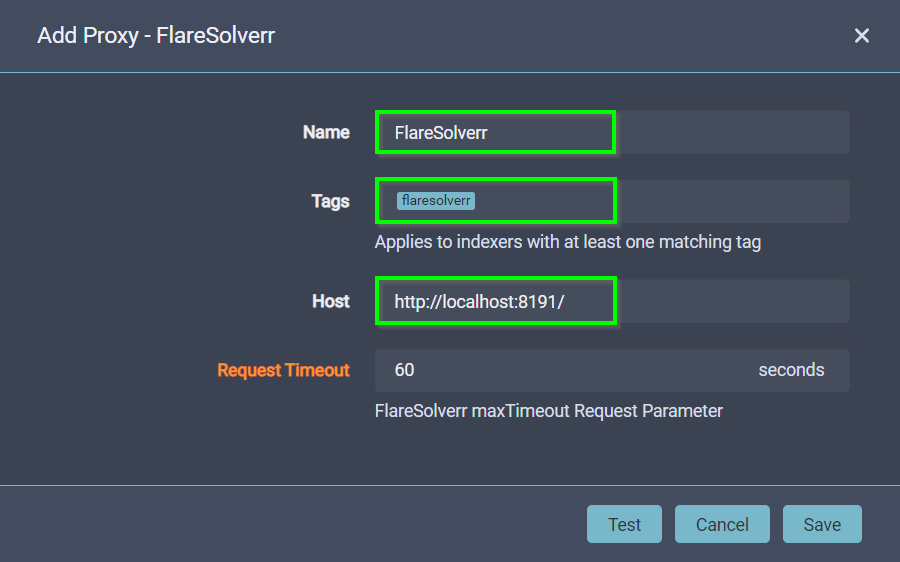 Add Proxy - FlareSolverr
Name FlareSolverr
Tags flaresolverr
Applies to indexers with at least one matching tag
Host http://localhost:8191/
Request Timeout 60 seconds
FlareSolverr maxTimeout Request Parameter
Test Cancel Save